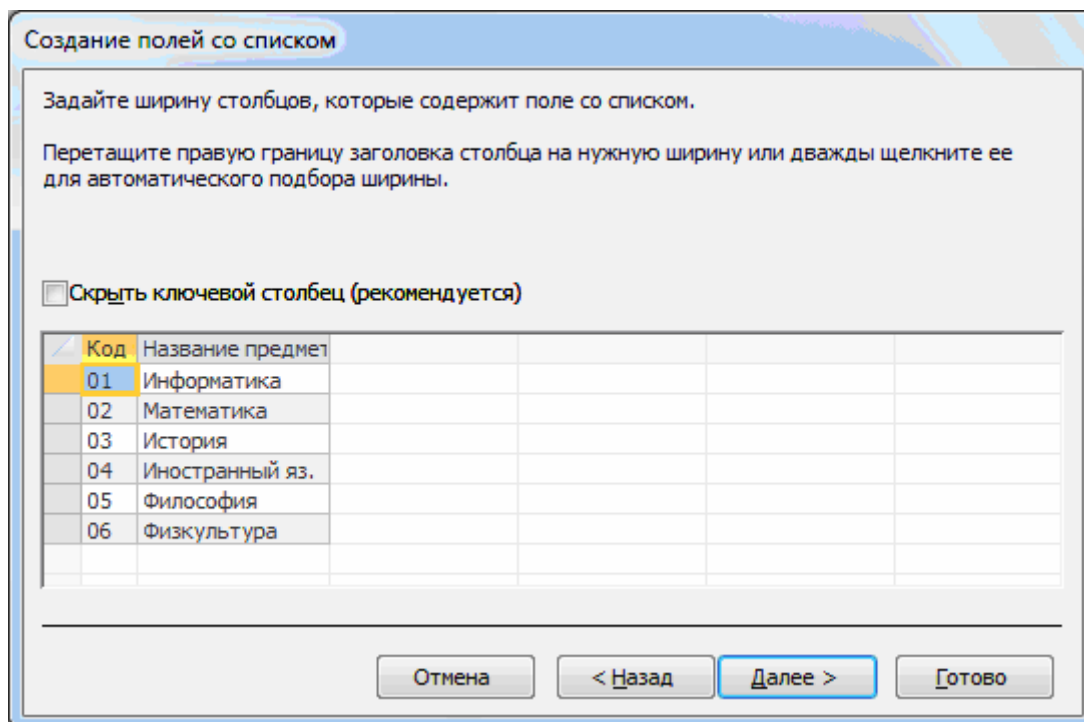 Создание полей со списком
Задайте ширину столбцов, которые содержит поле со списком.
Перетащите правую границу заголовка столбца на нужную ширину или дважды щелкните ее
для автоматического подбора ширины.
Скрыть ключевой столбец (рекомендуется)
Код Название предмет
01 Информатика
02 Математика
03 История
04 Иностранный яз.
05 Философия
06 Физкультура
Отмена < Назад Далее > Готово